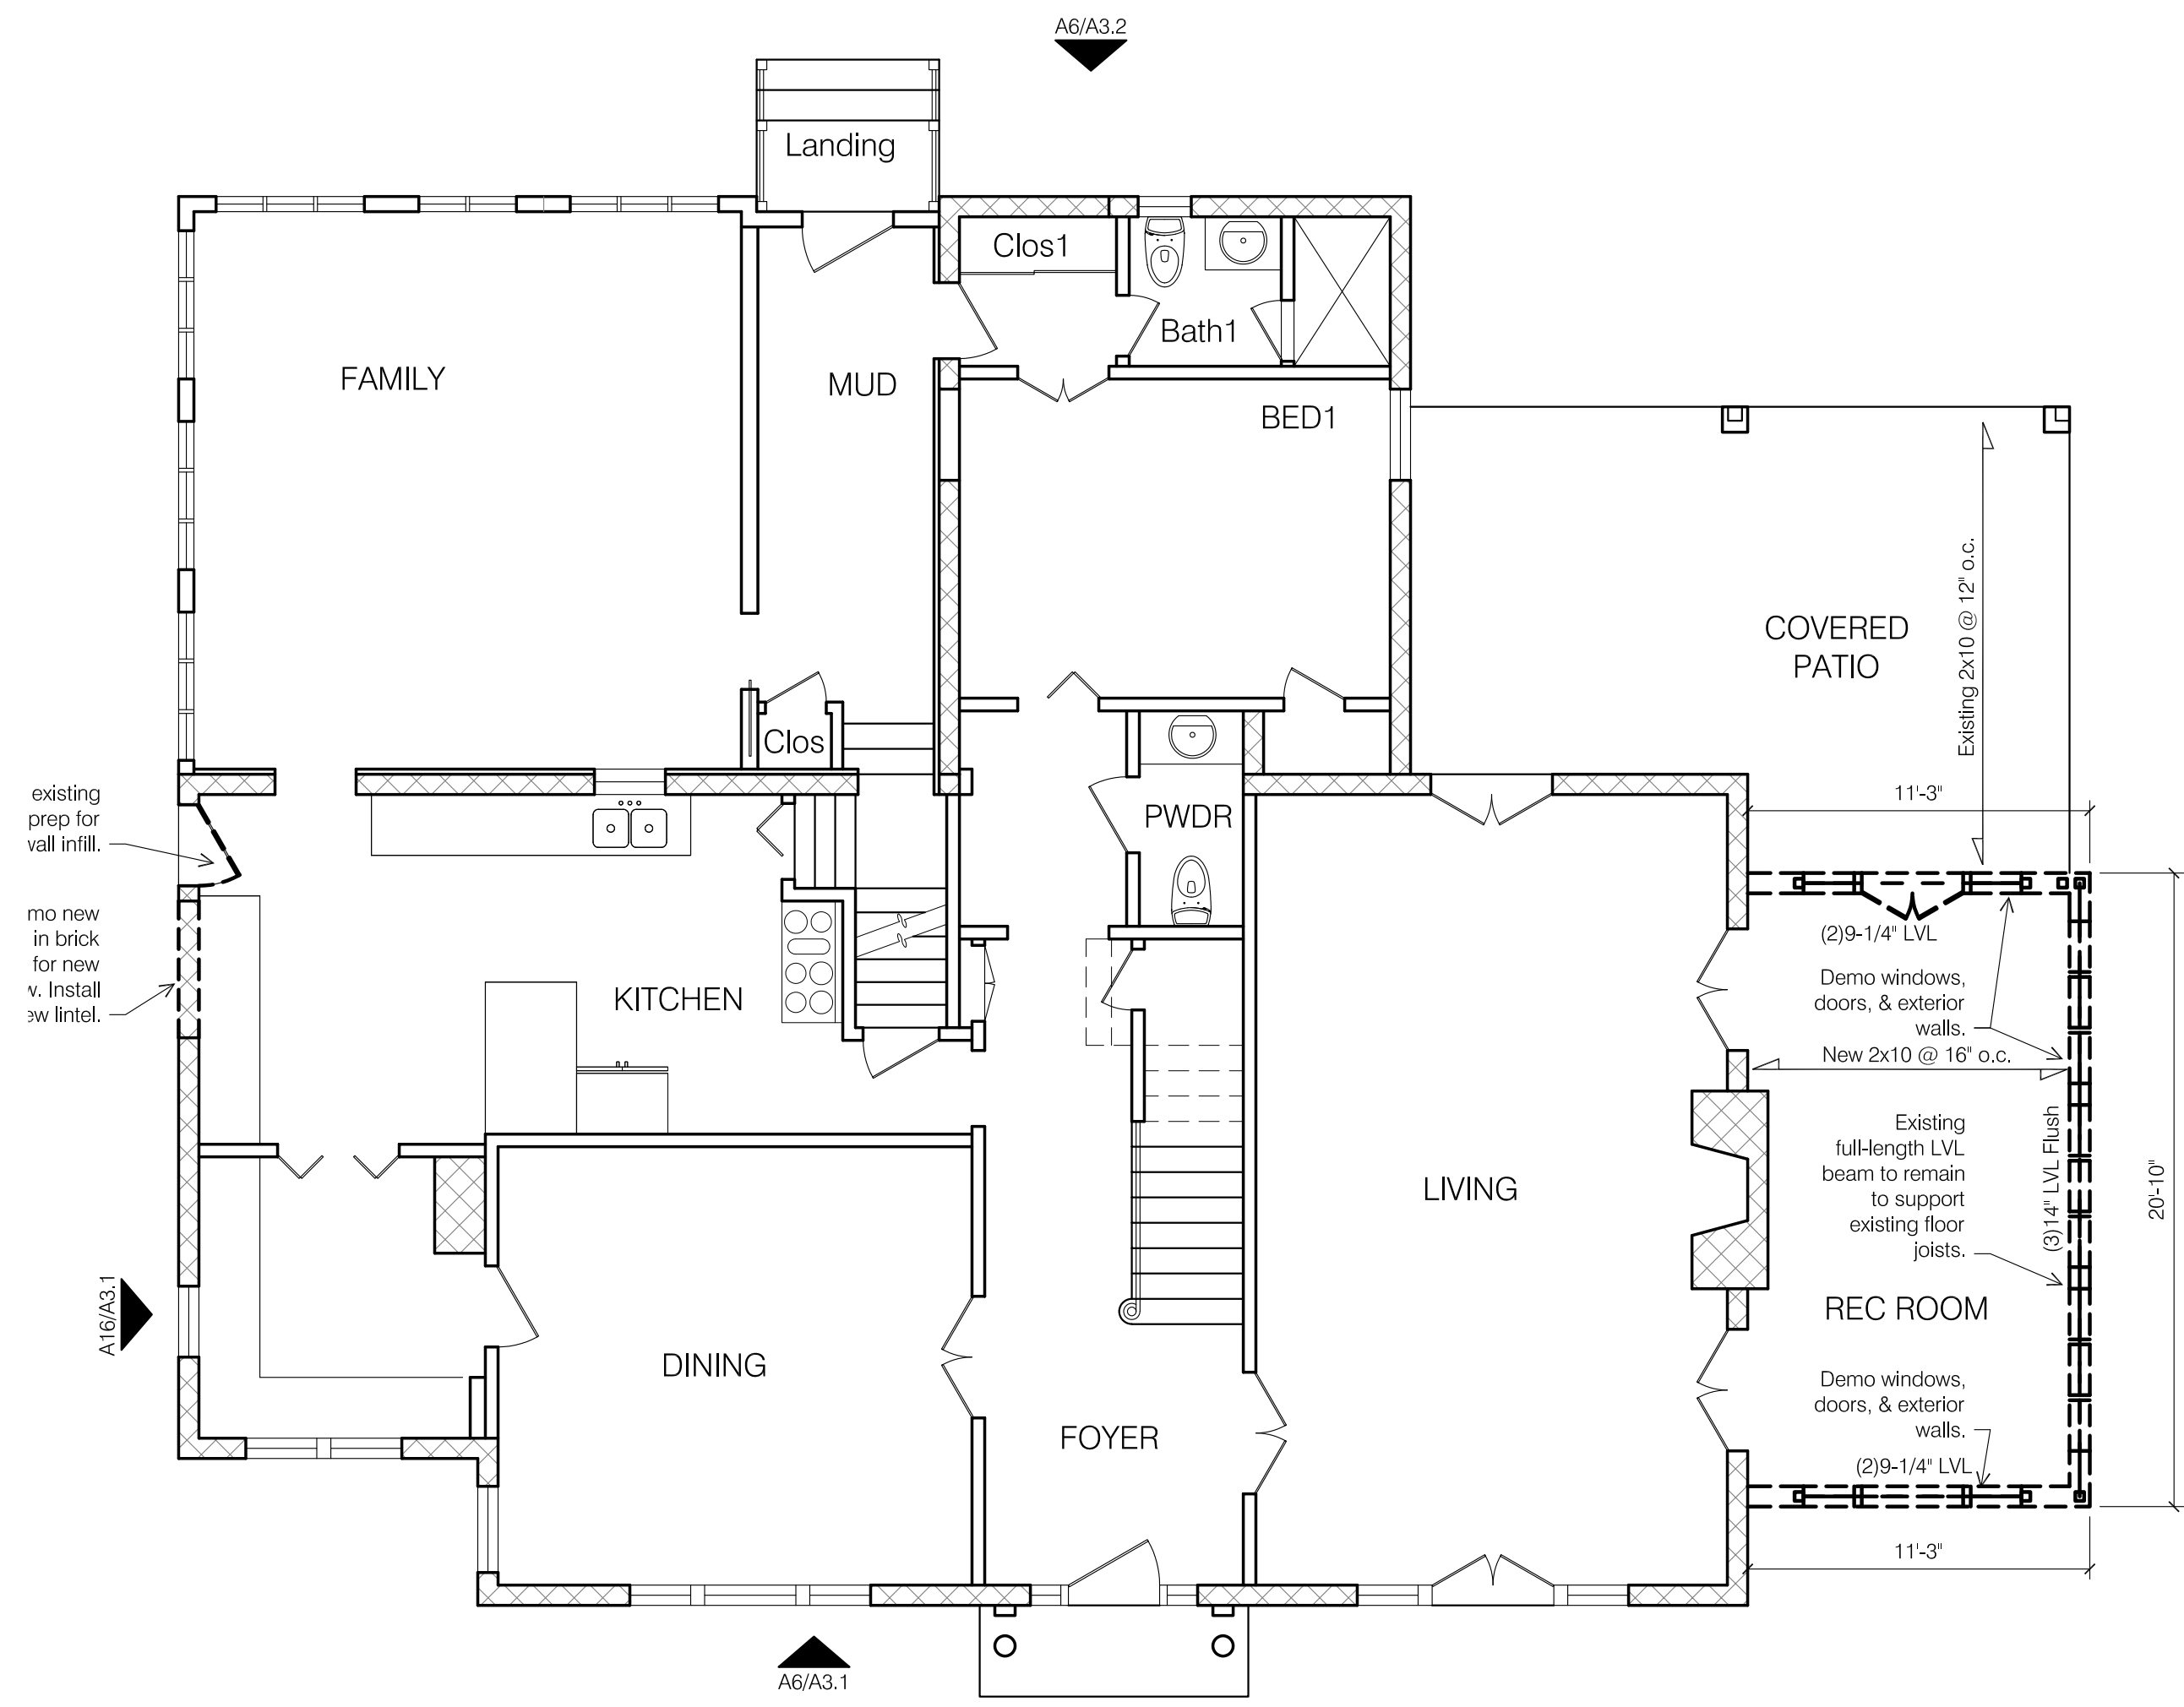 A6/A3.2
Landing
Clos1
Bath1
FAMILY
MUD
BED1
COVERED
PATIO
Existing 2x10 @ 12" o.c.
Clos
existing
prep for
wall infill.
PWDR
11'-3"
in brick
for new
Install
lintel.
KITCHEN
(2)9-1/4" LVL
Demo windows,
doors, & exterior
walls.
New 2x10 @ 16" o.c.
Existing
full-length LVL
beam to remain
to support
existing floor
joists.
(3)14" LVL Flush
20'-10"
LIVING
REC ROOM
A16/A3.1
DINING
FOYER
Demo windows,
doors, & exterior
walls.
(2)9-1/4" LVL
11'-3"
A6/A3.1